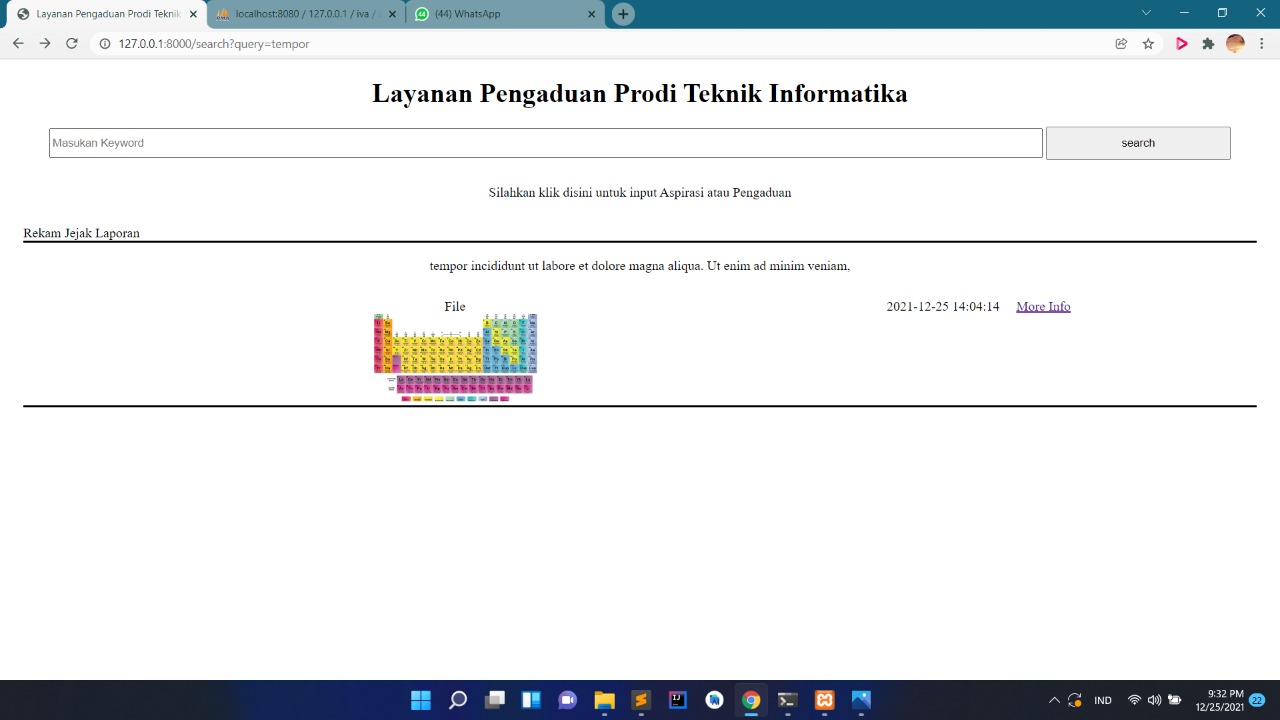 Layanan Pengaduan Prodi Teknik
localhost:8080 / 127.0.0.1 / iva /
44 (44) WhatsApp
127.0.0.1:8000/search?query=tempor
Layanan Pengaduan Prodi Teknik Informatika
Masukan Keyword
search
Silahkan klik disini untuk input Aspirasi atau Pengaduan
Rekam Jejak Laporan
tempor incididunt ut labore et dolore magna aliqua. Ut enim ad minim veniam,
File 2021-12-25 14:04:14 More Info
IND
9:32 PM
12/25/2021
22